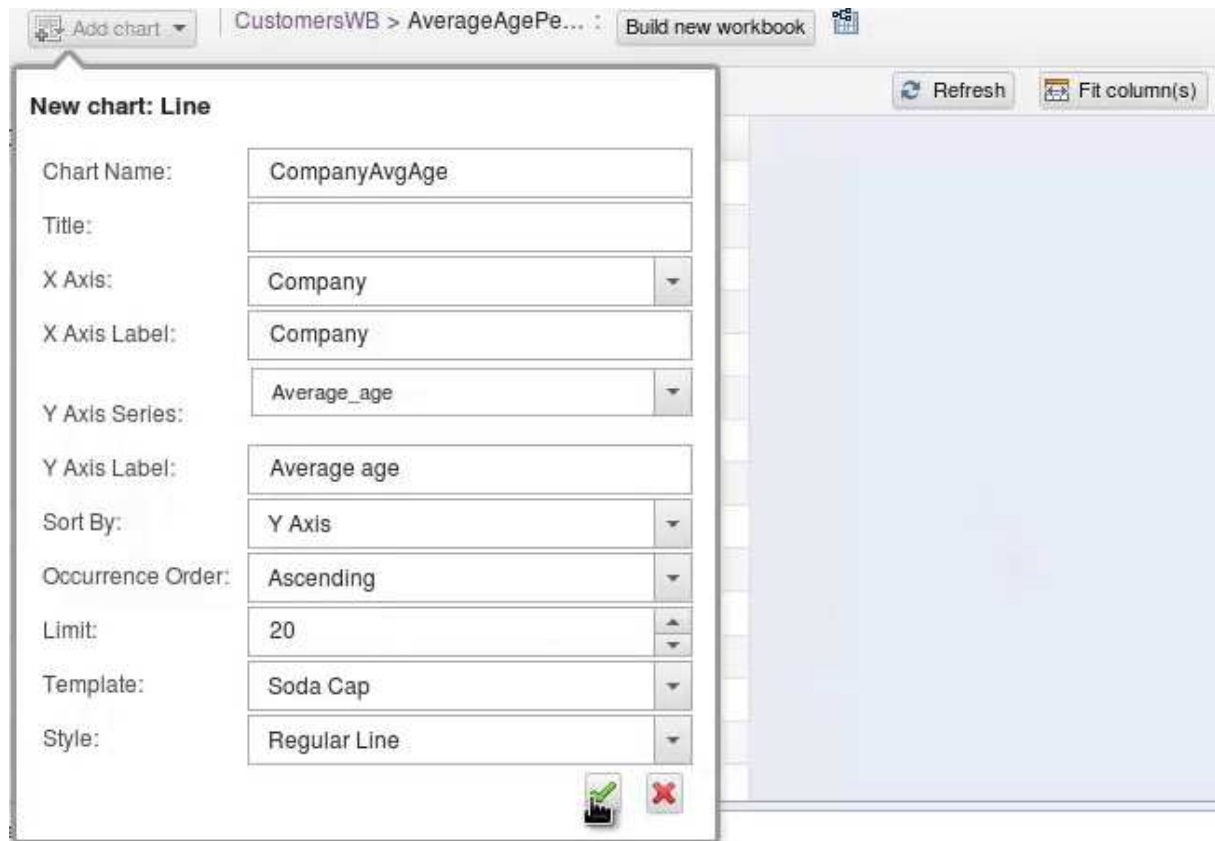 Add chart
CustomersWB > AverageAgePe... :
Build new workbook
Refresh
Fit column(s)
New chart: Line
Chart Name: CompanyAvgAge
Title:
X Axis: Company
X Axis Label: Company
Y Axis Series: Average_age
Y Axis Label: Average age
Sort By: Y Axis
Occurrence Order: Ascending
Limit: 20
Template: Soda Cap
Style: Regular Line